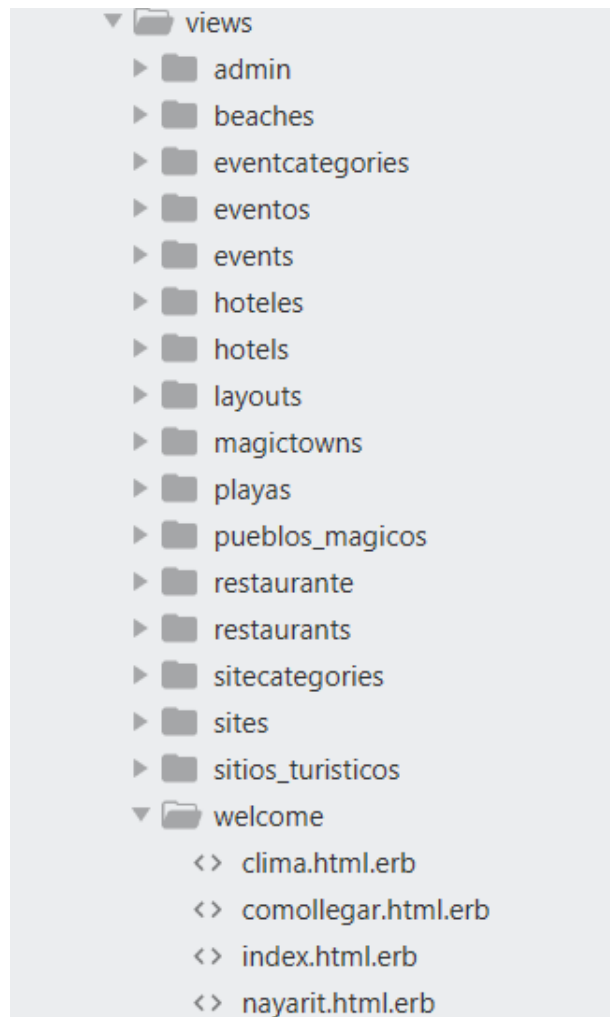 views
admin
beaches
eventcategories
eventos
events
hoteles
hotels
layouts
magictowns
playas
pueblos_magicos
restaurante
restaurants
sitecategories
sites
sitios_turisticos
welcome
clima.html.erb
comollegar.html.erb
index.html.erb
nayarit.html.erb